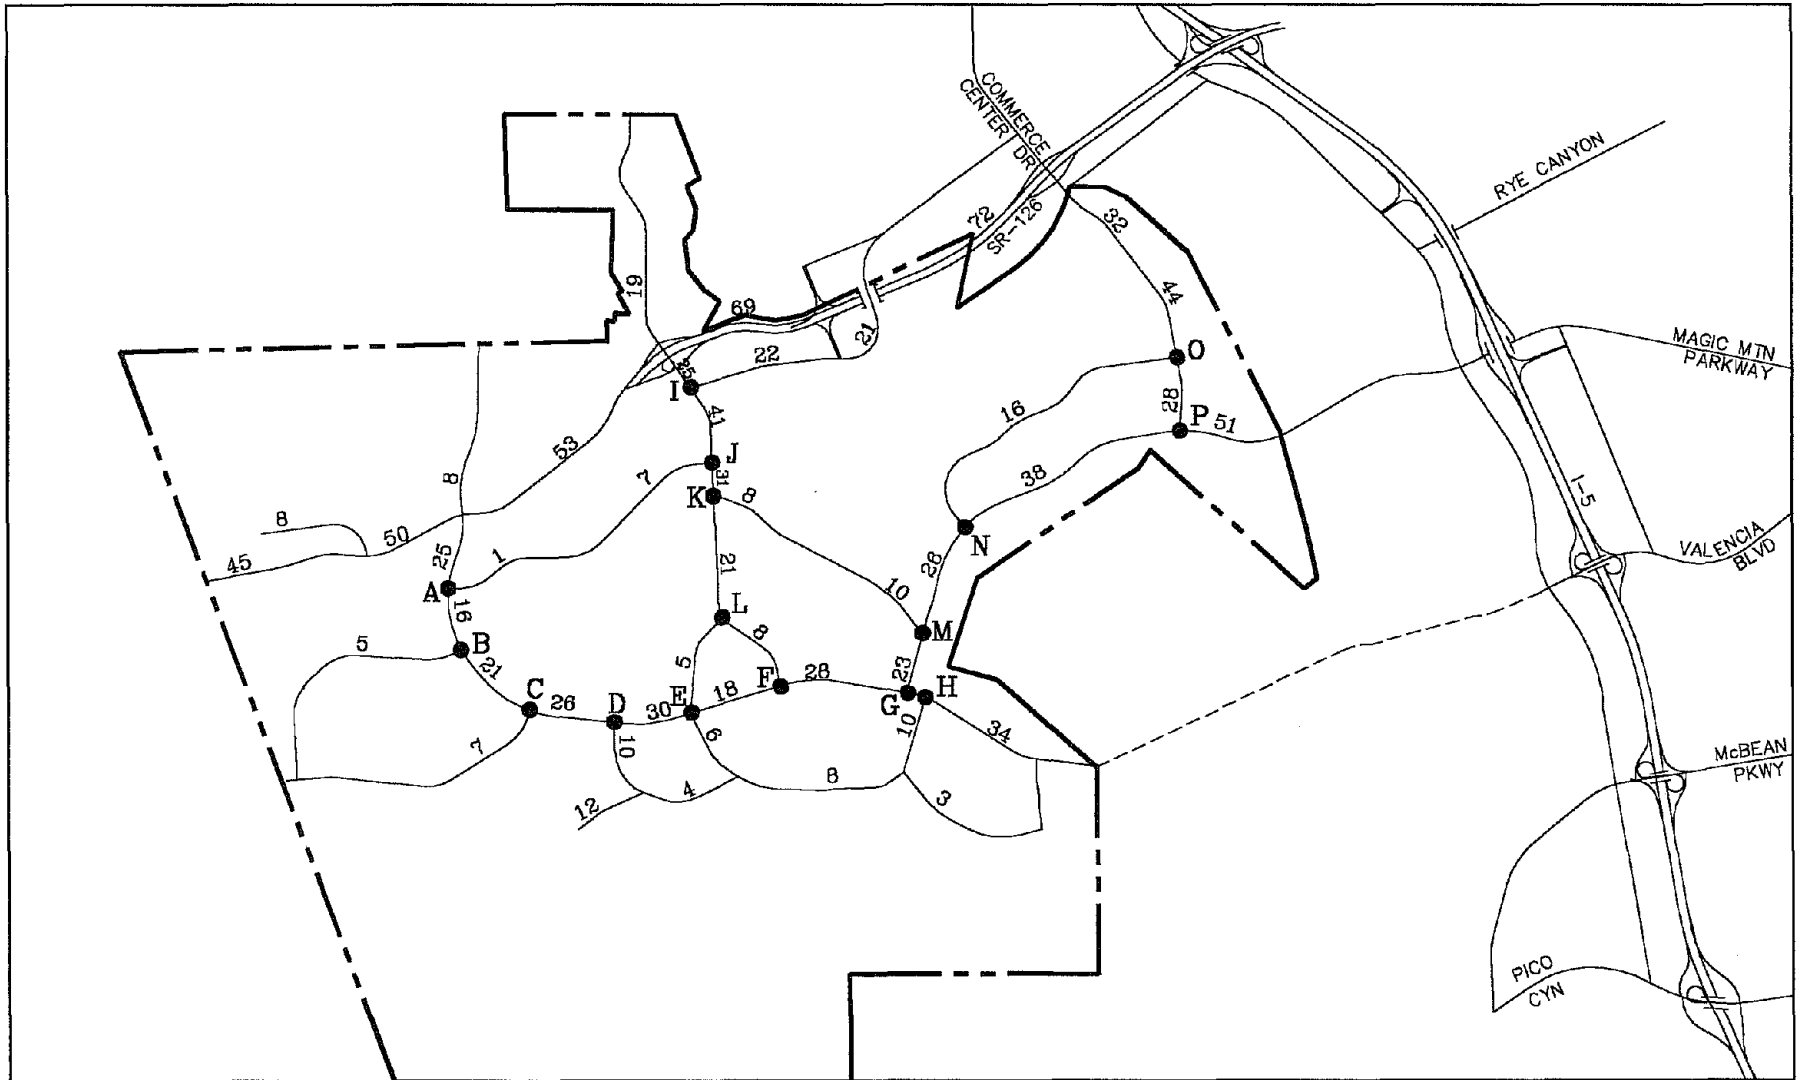 COMMERCE
CENTER DR
RYE CANYON
32
72
SR-126
19
44
69
MAGIC MTN
PARKWAY
21
22
O
25
I
28
P
51
41
16
53
J
7
31
38
K
8
8
I-5
8
50
N
VALENCIA
BLVD
45
25
1
21
28
10
A
16
L
M
B
5
8
21
5
23
F
28
C
18
H
26
D
30
E
G
10
34
6
10
7
McBEAN
PKWY
8
4
3
12
PICO
CYN